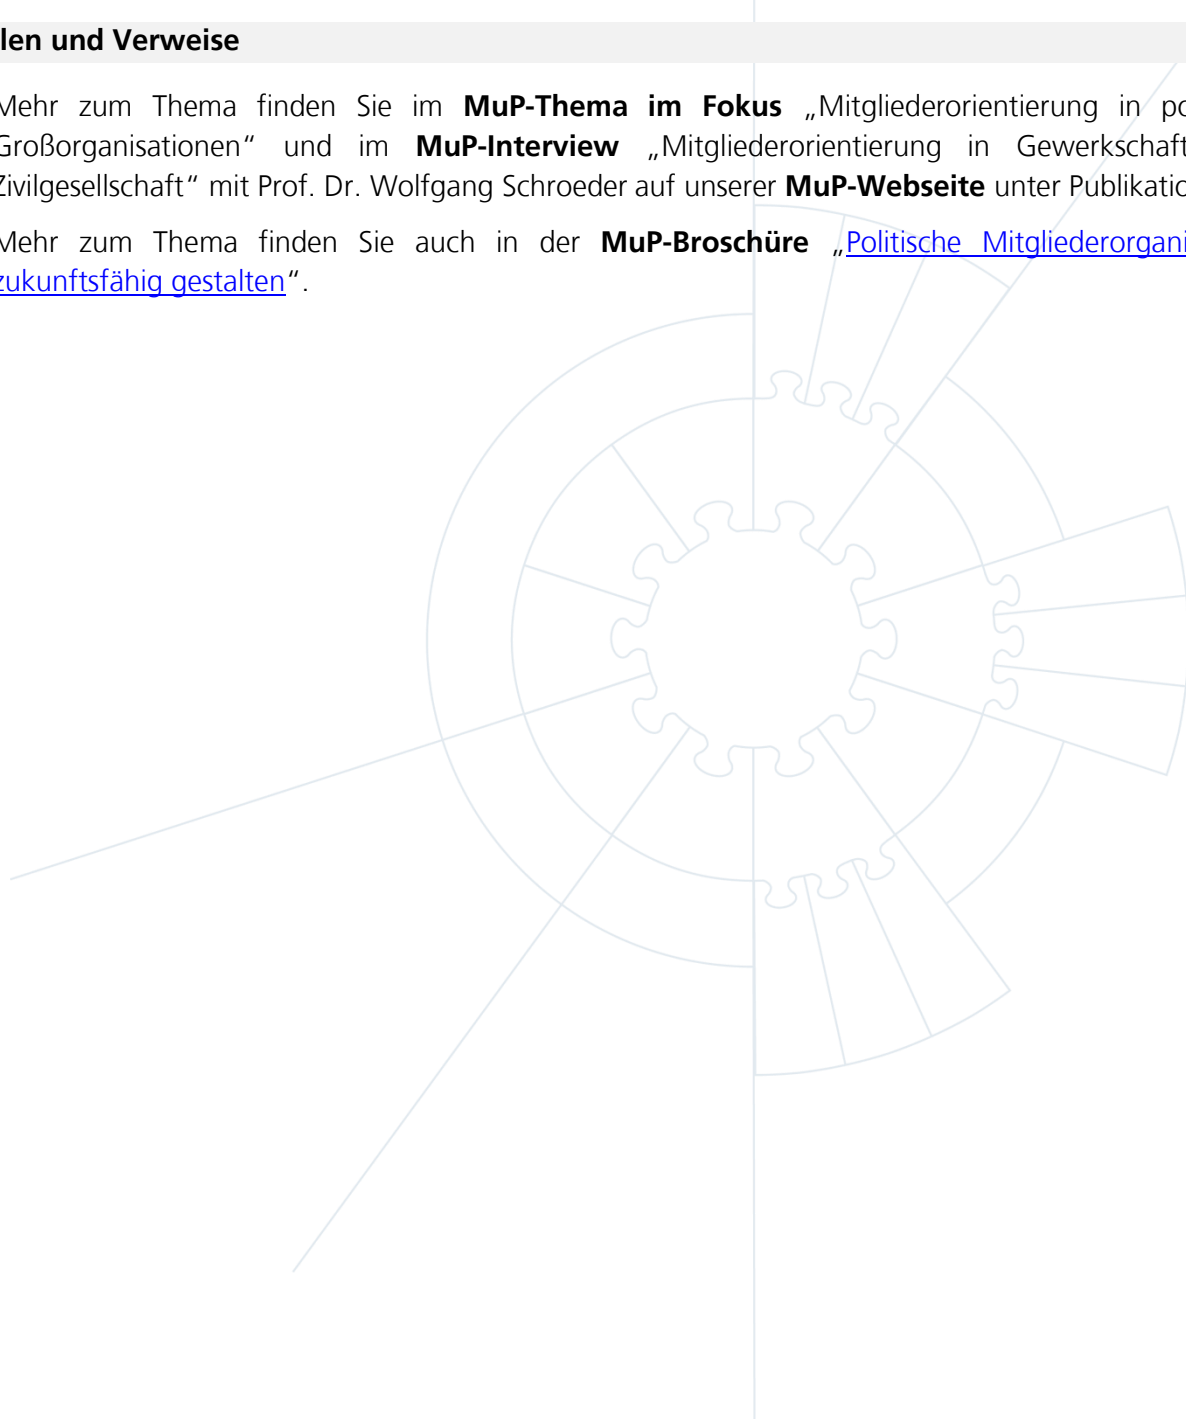 len und Verweise
Mehr zum Thema finden Sie im MuP-Thema im Fokus „Mitgliederorientierung in po
Großorganisationen“ und im MuP-Interview „Mitgliederorientierung in Gewerkschaft
Zivilgesellschaft“ mit Prof. Dr. Wolfgang Schroeder auf unserer MuP-Webseite unter Publikatio
Mehr zum Thema finden Sie auch in der MuP-Broschüre „Politische Mitgliederorgani
zukunftsfähig gestalten“.